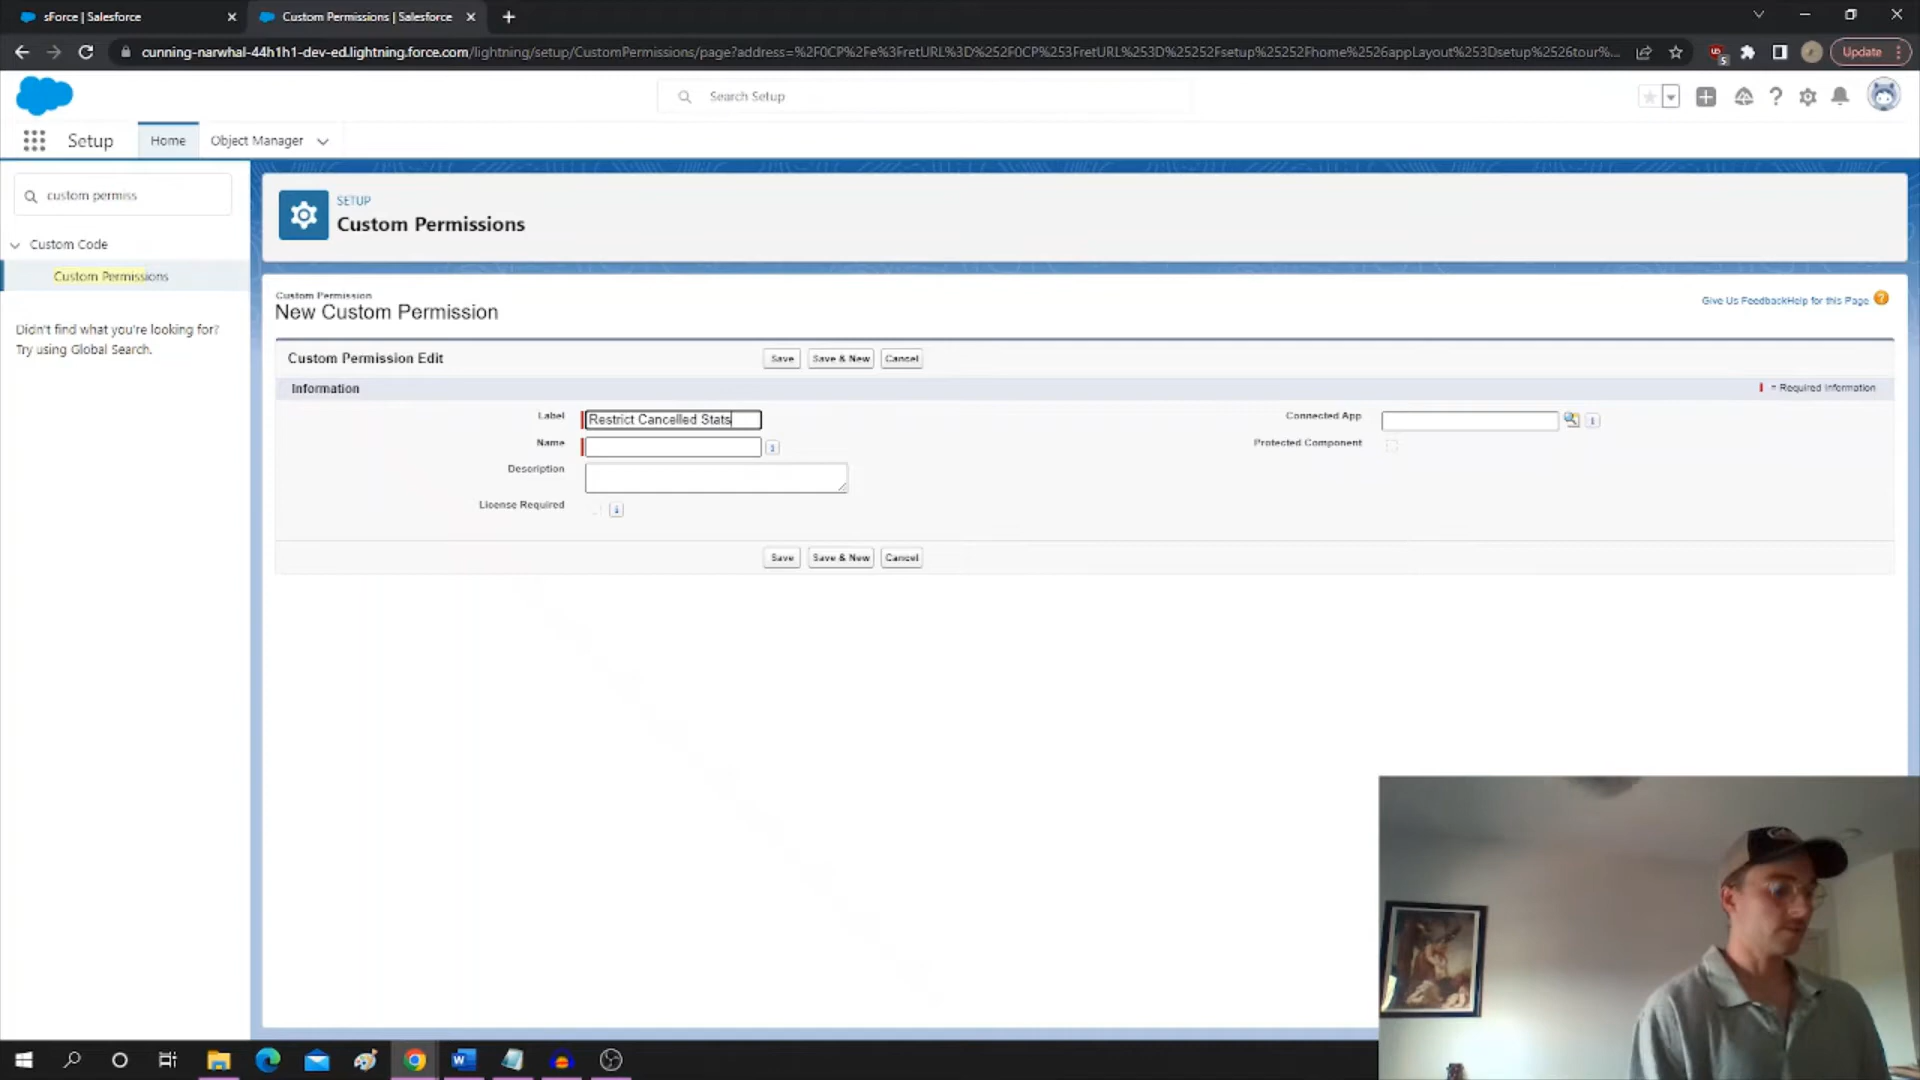 sForce | Salesforce
Custom Permissions | Salesforce
cunning-narwhal-44h1h1-dev-ed.lightning.force.com/lightning/setup/CustomPermissions/page?address=%2F0CP%2Fe%3FretURL%3D%252F0CP%253FretURL%253D%25252Fsetup%25252Fhome%2526appLayout%253Dsetup%2526tour%...
5
Update
Search Setup
Setup
Home
Object Manager
custom permiss
Custom Code
Custom Permissions
Didn't find what you're looking for?
Try using Global Search.
SETUP
Custom Permissions
Custom Permission
New Custom Permission
Give Us Feedback
Help for this Page
Custom Permission Edit
Save
Save & New
Cancel
Information
= Required Information
Label
Restrict Cancelled Stats
Connected App
Name
Protected Component
Description
License Required
Save
Save & New
Cancel